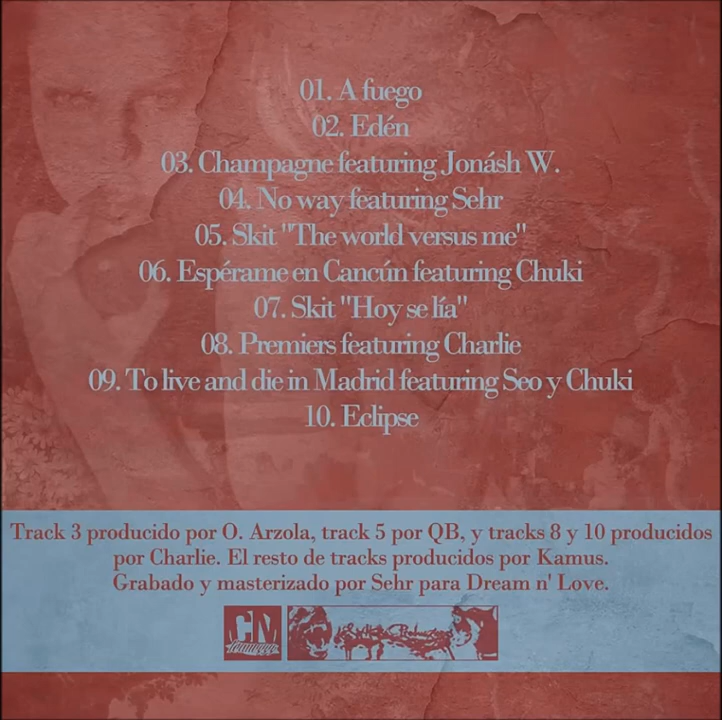 01. A fuego
02. Edén
03. Champagne featuring Jonásh W.
04. No way featuring Sehr
05. Skit "The world versus me"
06. Espérame en Cancún featuring Chuki
07. Skit "Hoy se lía"
08. Premiers featuring Charlie
09. To live and die in Madrid featuring Seo y Chuki
10. Eclipse
Track 3 producido por O. Arzola, track 5 por QB, y tracks 8 y 10 producidos
por Charlie. El resto de tracks producidos por Kamus.
Grabado y masterizado por Sehr para Dream n' Love.
CN